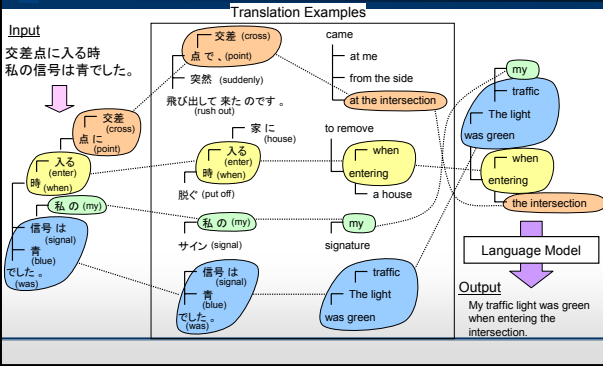 Translation Examples
Input
交差点に入る時
私の信号は青でした。
交差
(cross)
点 に
(point)
入る
(enter)
時 (when)
私 の (my)
信号 は
(signal)
青
(blue)
でした 。
(was)
交差 (cross)
点 で 、(point)
突然 (suddenly)
飛び出して 来た のです 。
(rush out)
家 に
(house)
入る
(enter)
時 (when)
脱ぐ (put off)
私 の (my)
サイン (signal)
信号 は
(signal)
青
(blue)
でした 。
(was)
came
at me
from the side
at the intersection
to remove
when
entering
a house
my
signature
traffic
The light
was green
my
traffic
The light
was green
when
entering
the intersection
Language Model
Output
My traffic light was green
when entering the
intersection.